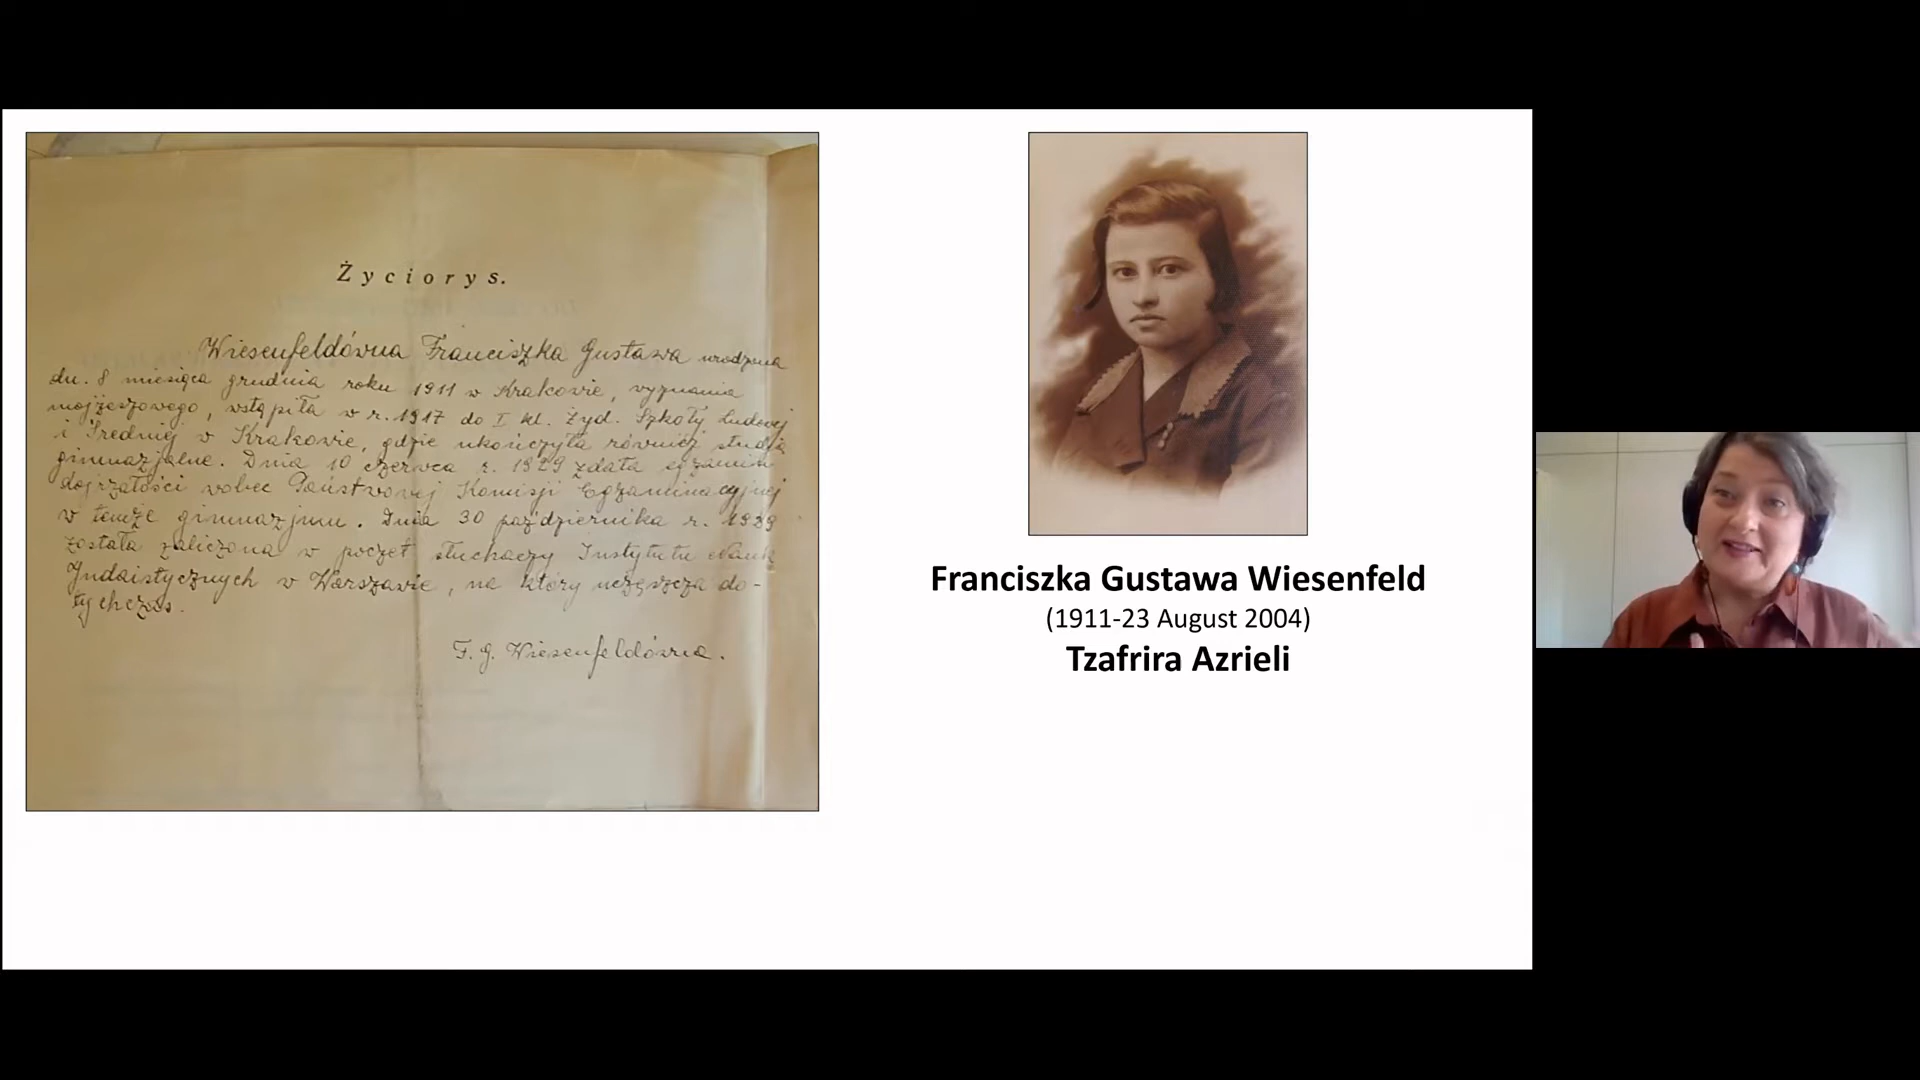 Życiorys.
Wiesenfeldówna Franciszka Gustawa urodzona
dn. 8 miesiąca grudnia roku 1911 w Krakowie, wyznania
mojżeszowego, wstąpiła w r. 1917 do I kl. Żyd. Szkoły Ludowej
i Średniej w Krakowie, gdzie ukończyła również studja
gimnazjalne. Dnia 10 czerwca r. 1929 zdała egzamin
dojrzałości wobec Państwowej Komisji Egzaminacyjnej
w temże gimnazjum. Dnia 30 października r. 1929
została zaliczona w poczet słuchaczy Instytutu Nauk
Judaistycznych w Warszawie, na który uczęszcza do-
tychczas.
F. G. Wiesenfeldówna.
Franciszka Gustawa Wiesenfeld
(1911-23 August 2004)
Tzafrira Azrieli